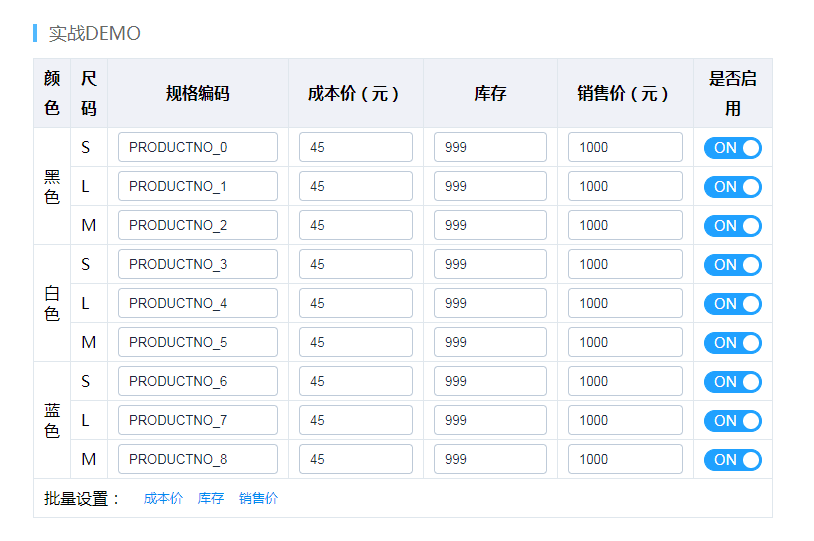 实战DEMO
颜色 尺码 规格编码 成本价（元） 库存 销售价（元） 是否启用
黑色 S PRODUCTNO_0 45 999 1000 ON
L PRODUCTNO_1 45 999 1000 ON
M PRODUCTNO_2 45 999 1000 ON
白色 S PRODUCTNO_3 45 999 1000 ON
L PRODUCTNO_4 45 999 1000 ON
M PRODUCTNO_5 45 999 1000 ON
蓝色 S PRODUCTNO_6 45 999 1000 ON
L PRODUCTNO_7 45 999 1000 ON
M PRODUCTNO_8 45 999 1000 ON
批量设置： 成本价 库存 销售价